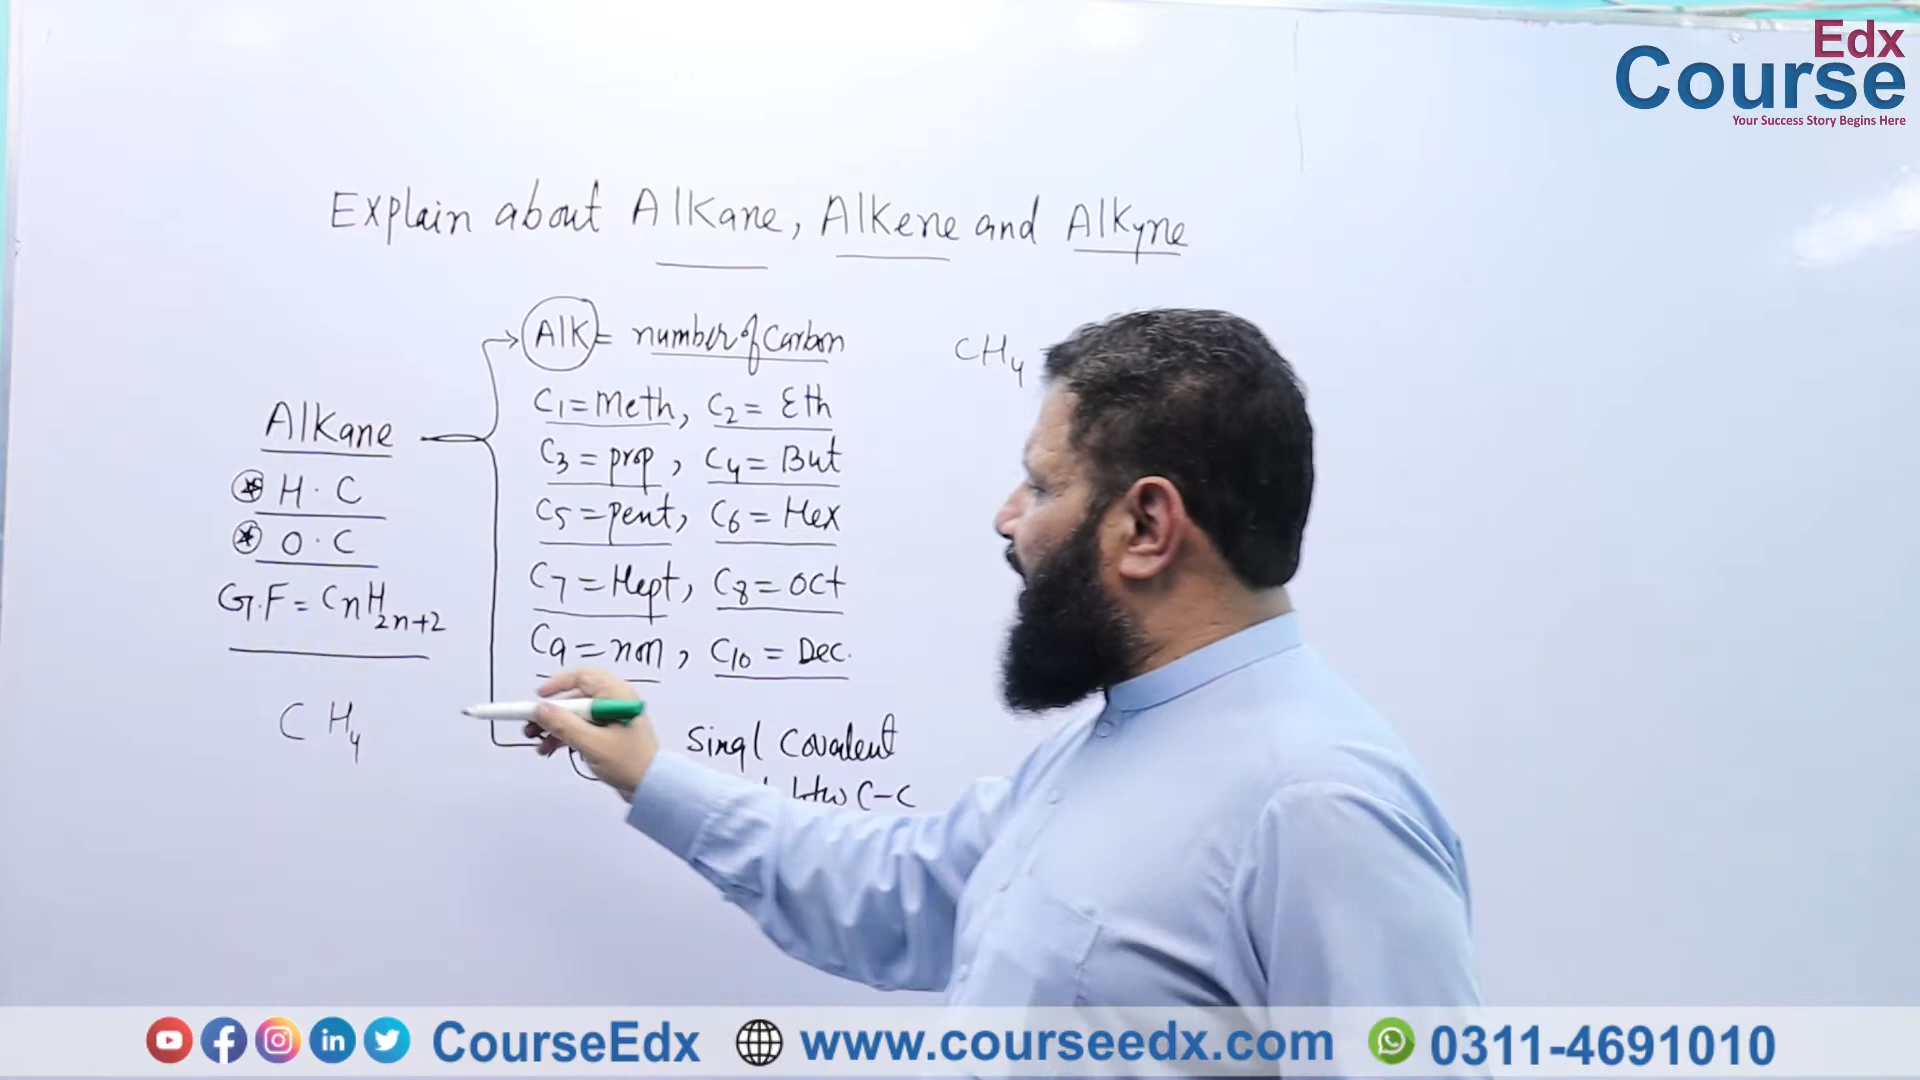 Edx
Course
Your Success Story Begins Here
Explain about Alkane, Alkene and Alkyne
Alk = number of Carbon
CH4
C1 = Meth, C2 = Eth
Alkane
C3 = prop, C4 = But
H.C
C5 = pent, C6 = Hex
O.C
C7 = Hept, C8 = Oct
G.F = CnH2n+2
C9 = non, C10 = Dec.
CH4
Singl Covalent
btw C-C
CourseEdx www.courseedx.com 0311-4691010